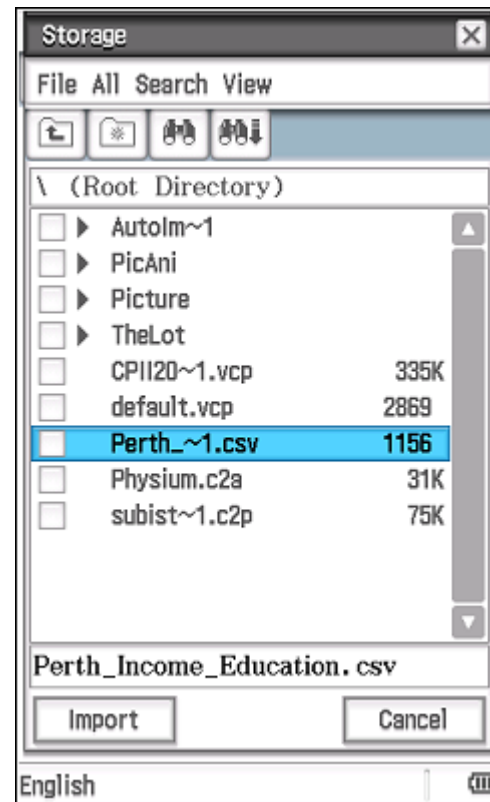 Storage
File All Search View
\ (Root Directory)
AutoIm~1
PicAni
Picture
TheLot
CPII20~1.vcp 335K
default.vcp 2869
Perth_~1.csv 1156
Physium.c2a 31K
subist~1.c2p 75K
Perth_Income_Education.csv
Import Cancel
English